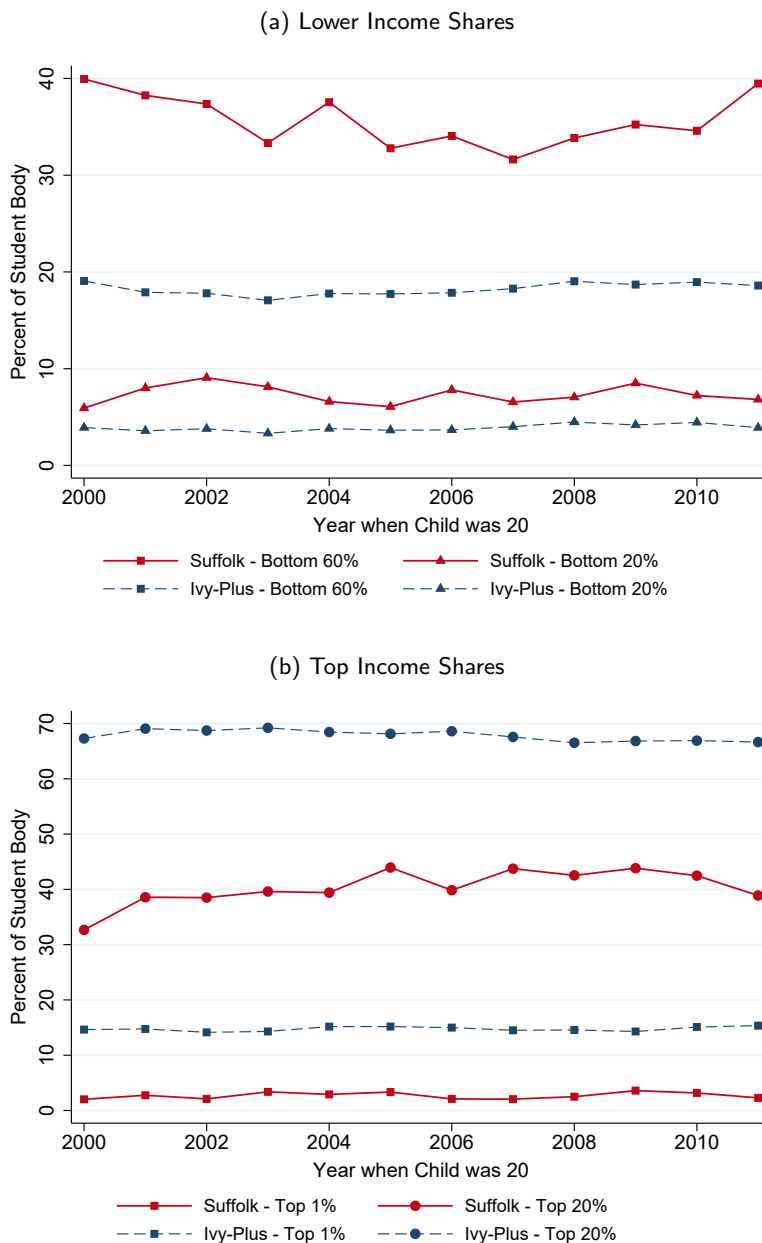 (a) Lower Income Shares
Percent of Student Body
40
30
20
10
0
2000 2002 2004 2006 2008 2010
Year when Child was 20
Suffolk - Bottom 60% Suffolk - Bottom 20%
Ivy-Plus - Bottom 60% Ivy-Plus - Bottom 20%
(b) Top Income Shares
Percent of Student Body
70
60
50
40
30
20
10
0
2000 2002 2004 2006 2008 2010
Year when Child was 20
Suffolk - Top 1% Suffolk - Top 20%
Ivy-Plus - Top 1% Ivy-Plus - Top 20%